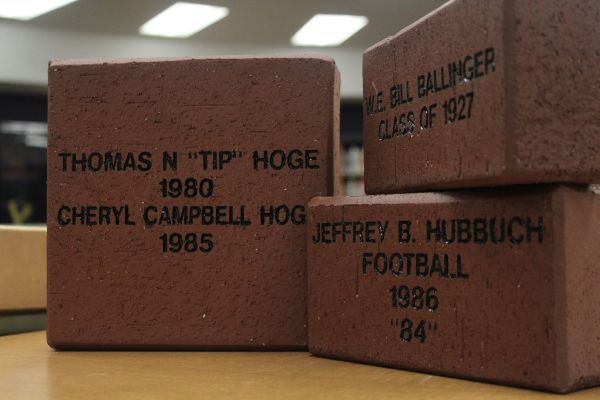 THOMAS N "TIP" HOGE
1980
CHERYL CAMPBELL HOG
1985
W.E. BILL BALLINGER
CLASS OF 1927
JEFFREY B. HUBBUCH
FOOTBALL
1986
"84"